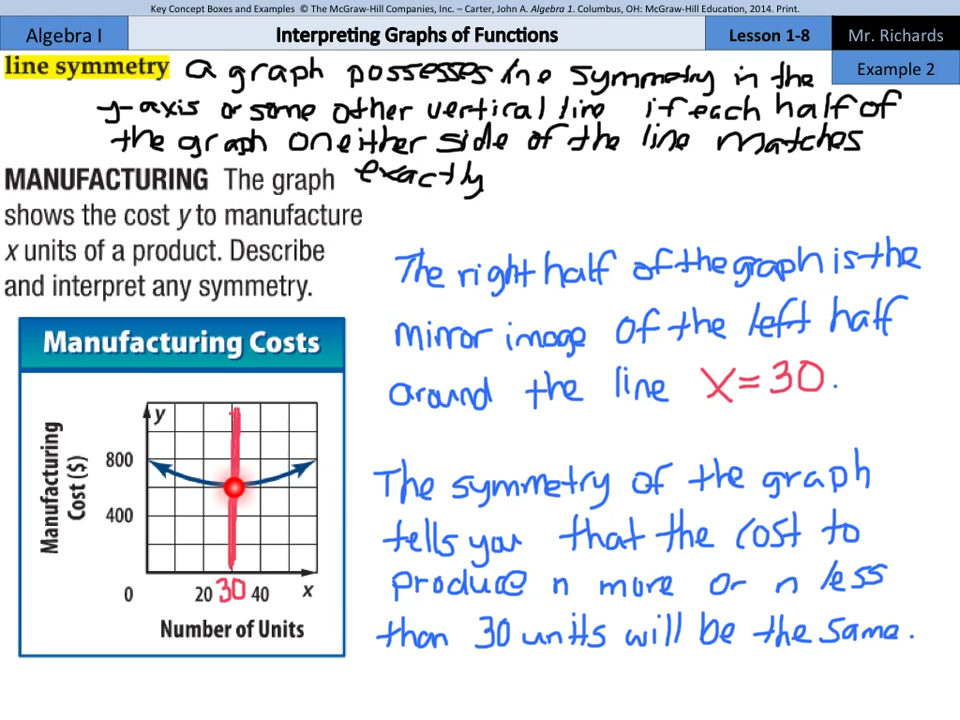 Key Concept Boxes and Examples © The McGraw-Hill Companies, Inc. – Carter, John A. Algebra 1. Columbus, OH: McGraw-Hill Education, 2014. Print.
Algebra I
Interpreting Graphs of Functions
Lesson 1-8
Mr. Richards
Example 2
line symmetry a graph possesses line symmetry in the
y-axis or some other vertical line if each half of
the graph on either side of the line matches
exactly
MANUFACTURING The graph
shows the cost y to manufacture
x units of a product. Describe
and interpret any symmetry.
Manufacturing Costs
Manufacturing
Cost ($)
y
800
400
0
20 30 40 x
Number of Units
The right half of the graph is the
mirror image of the left half
around the line x=30.
The symmetry of the graph
tells you that the cost to
produce n more or n less
than 30 units will be the same.